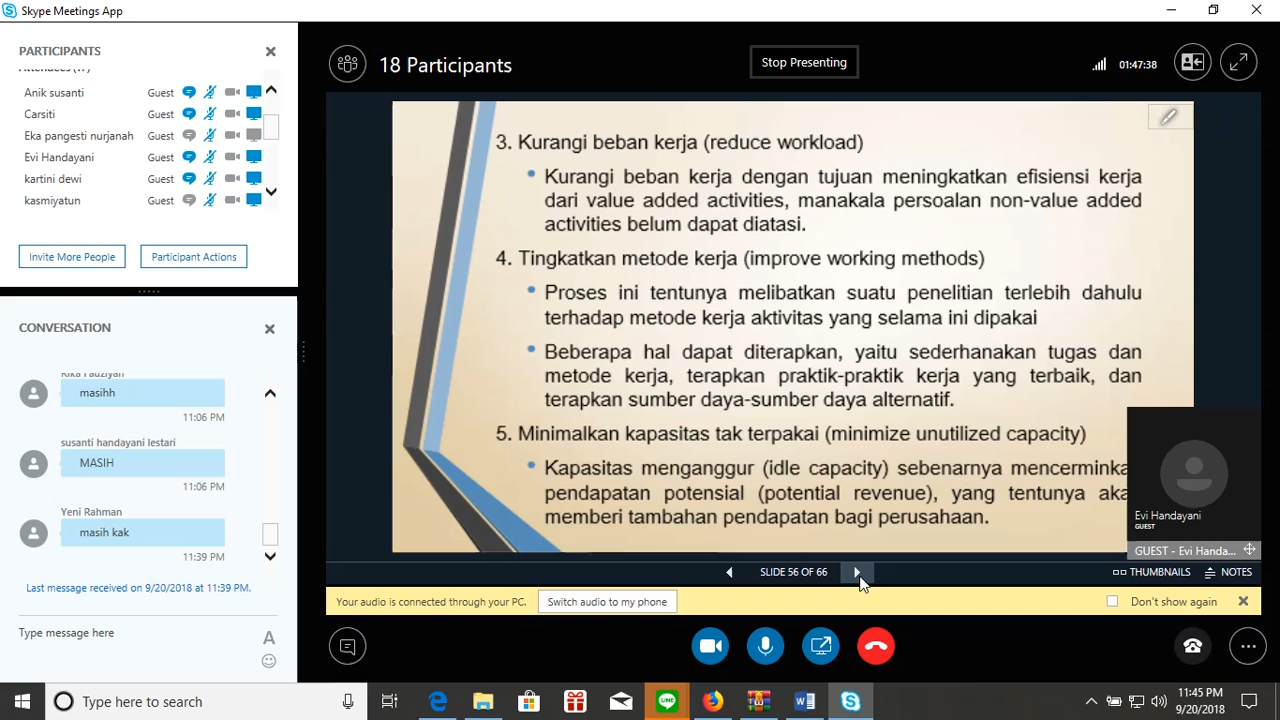 Skype Meetings App
PARTICIPANTS
Attendees (17)
Anik susanti Guest
Carsiti Guest
Eka pangesti nurjanah Guest
Evi Handayani Guest
kartini dewi Guest
kasmiyatun Guest
Invite More People
Participant Actions
CONVERSATION
Rika Fauziyah
masihh
11:06 PM
susanti handayani lestari
MASIH
11:06 PM
Yeni Rahman
masih kak
11:39 PM
Last message received on 9/20/2018 at 11:39 PM.
Type message here
A
18 Participants
Stop Presenting
01:47:38
3. Kurangi beban kerja (reduce workload)
Kurangi beban kerja dengan tujuan meningkatkan efisiensi kerja
dari value added activities, manakala persoalan non-value added
activities belum dapat diatasi.
4. Tingkatkan metode kerja (improve working methods)
Proses ini tentunya melibatkan suatu penelitian terlebih dahulu
terhadap metode kerja aktivitas yang selama ini dipakai
Beberapa hal dapat diterapkan, yaitu sederhanakan tugas dan
metode kerja, terapkan praktik-praktik kerja yang terbaik, dan
terapkan sumber daya-sumber daya alternatif.
5. Minimalkan kapasitas tak terpakai (minimize unutilized capacity)
Kapasitas menganggur (idle capacity) sebenarnya mencerminka
pendapatan potensial (potential revenue), yang tentunya aka
memberi tambahan pendapatan bagi perusahaan.
Evi Handayani
GUEST
GUEST - Evi Handa...
SLIDE 56 OF 66
THUMBNAILS
NOTES
Your audio is connected through your PC.
Switch audio to my phone
Don't show again
Type here to search
11:45 PM
9/20/2018